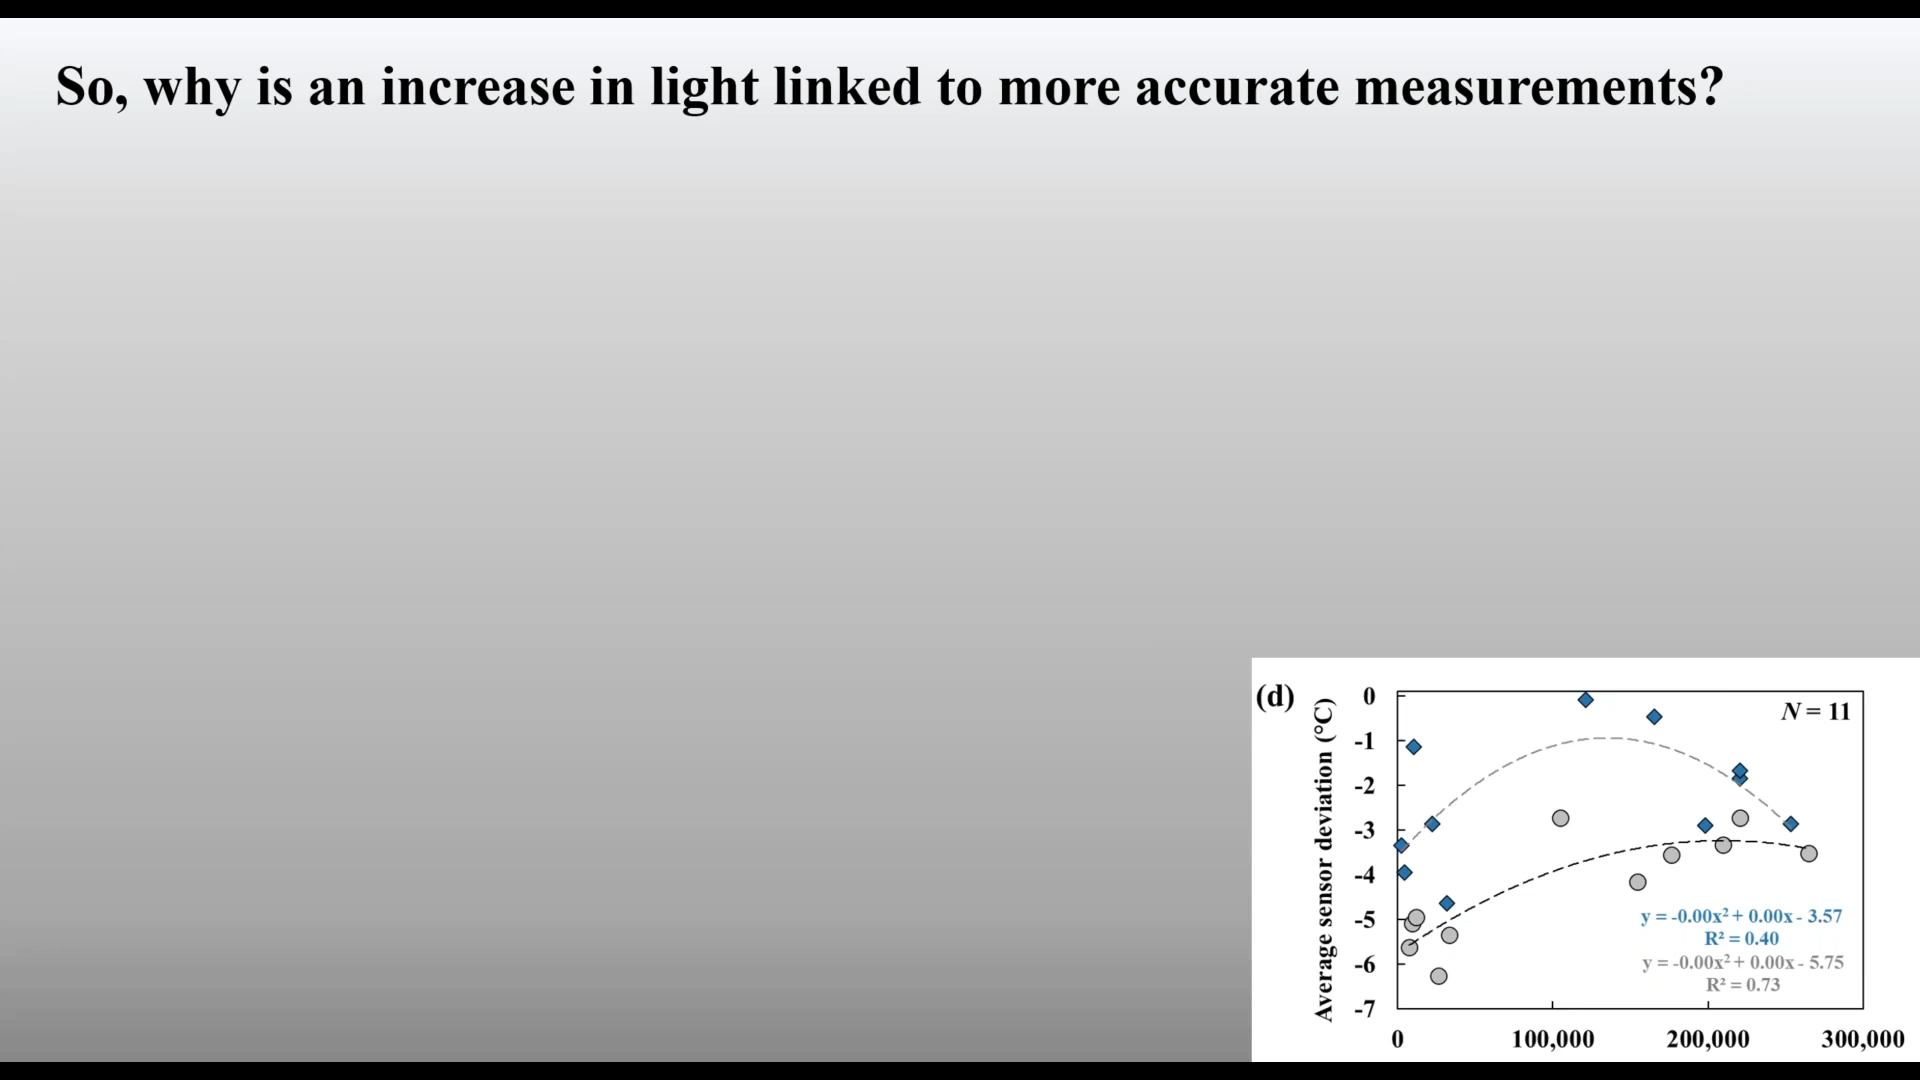 So, why is an increase in light linked to more accurate measurements?
(d)
Average sensor deviation (°C)
0
-1
-2
-3
-4
-5
-6
-7
N = 11
y = -0.00x² + 0.00x - 3.57
R² = 0.40
y = -0.00x² + 0.00x - 5.75
R² = 0.73
0 100,000 200,000 300,000